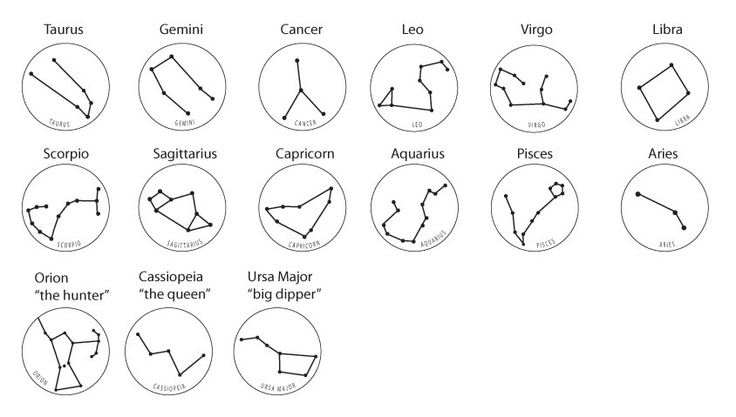 Taurus
Gemini
Cancer
Leo
Virgo
Libra
TAURUS
GEMINI
CANCER
LEO
VIRGO
LIBRA
Scorpio
Sagittarius
Capricorn
Aquarius
Pisces
Aries
SCORPIO
SAGITTARIUS
CAPRICORN
AQUARIUS
PISCES
ARIES
Orion
"the hunter"
Cassiopeia
"the queen"
Ursa Major
"big dipper"
ORION
CASSIOPEIA
URSA MAJOR